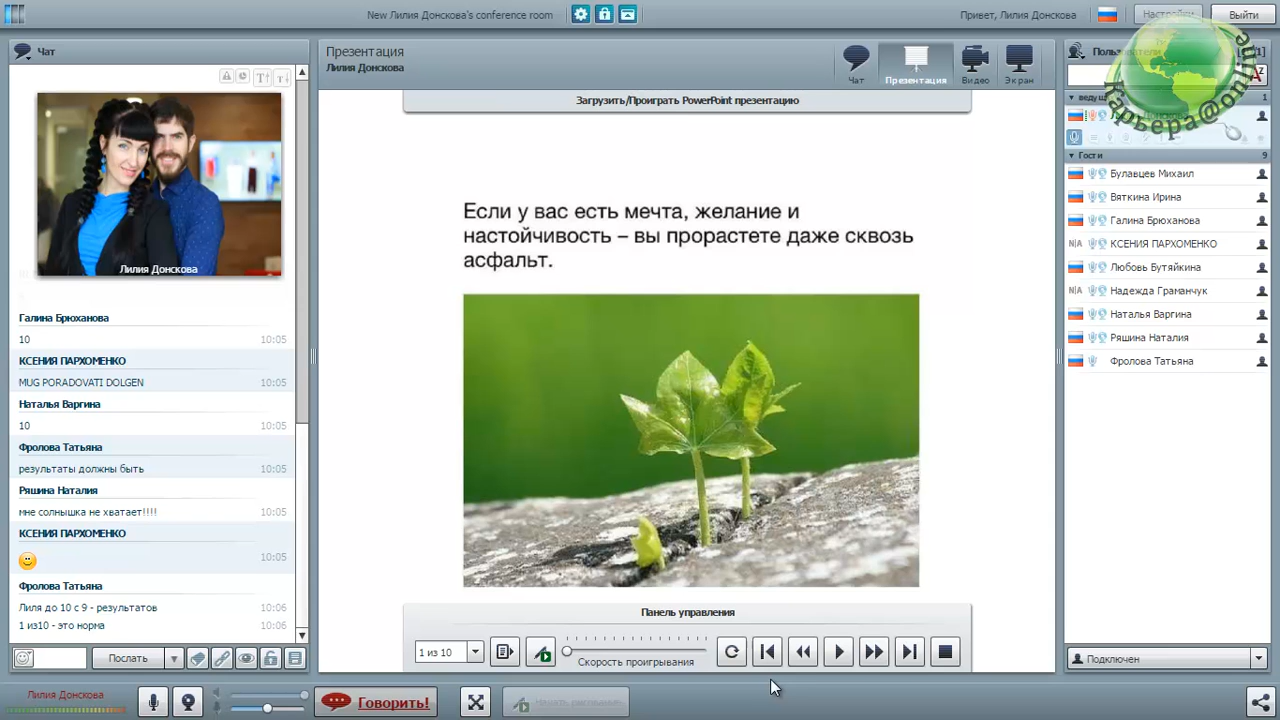 New Лилия Донскова's conference room
Привет, Лилия Донскова
Настройки
Выйти
Чат
Лилия Донскова
Галина Брюханова
10
10:05
КСЕНИЯ ПАРХОМЕНКО
MUG PORADOVATI DOLGEN
10:05
Наталья Варгина
10
10:05
Фролова Татьяна
результаты должны быть
10:05
Ряшина Наталия
мне солнышка не хватает!!!!
10:05
КСЕНИЯ ПАРХОМЕНКО
10:05
Фролова Татьяна
Лиля до 10 с 9 - результатов
10:06
1 из10 - это норма
10:06
Послать
Презентация
Лилия Донскова
Чат
Презентация
Видео
Экран
Загрузить/Проиграть PowerPoint презентацию
Если у вас есть мечта, желание и
настойчивость – вы прорастете даже сквозь
асфальт.
Панель управления
1 из 10
Скорость проигрывания
карьера@online
1
Гости
9
Булавцев Михаил
Вяткина Ирина
Галина Брюханова
N|A
КСЕНИЯ ПАРХОМЕНКО
Любовь Бутяйкина
N|A
Надежда Граманчук
Наталья Варгина
Ряшина Наталия
Фролова Татьяна
Подключен
Лилия Донскова
Говорить!